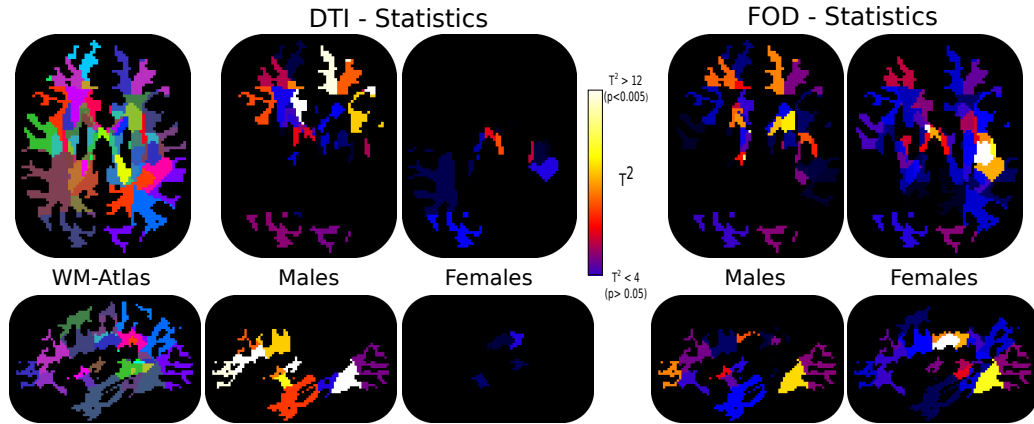 DTI - Statistics
FOD - Statistics
T² > 12
(p<0.005)
T²
T² < 4
(p> 0.05)
WM-Atlas
Males
Females
Males
Females